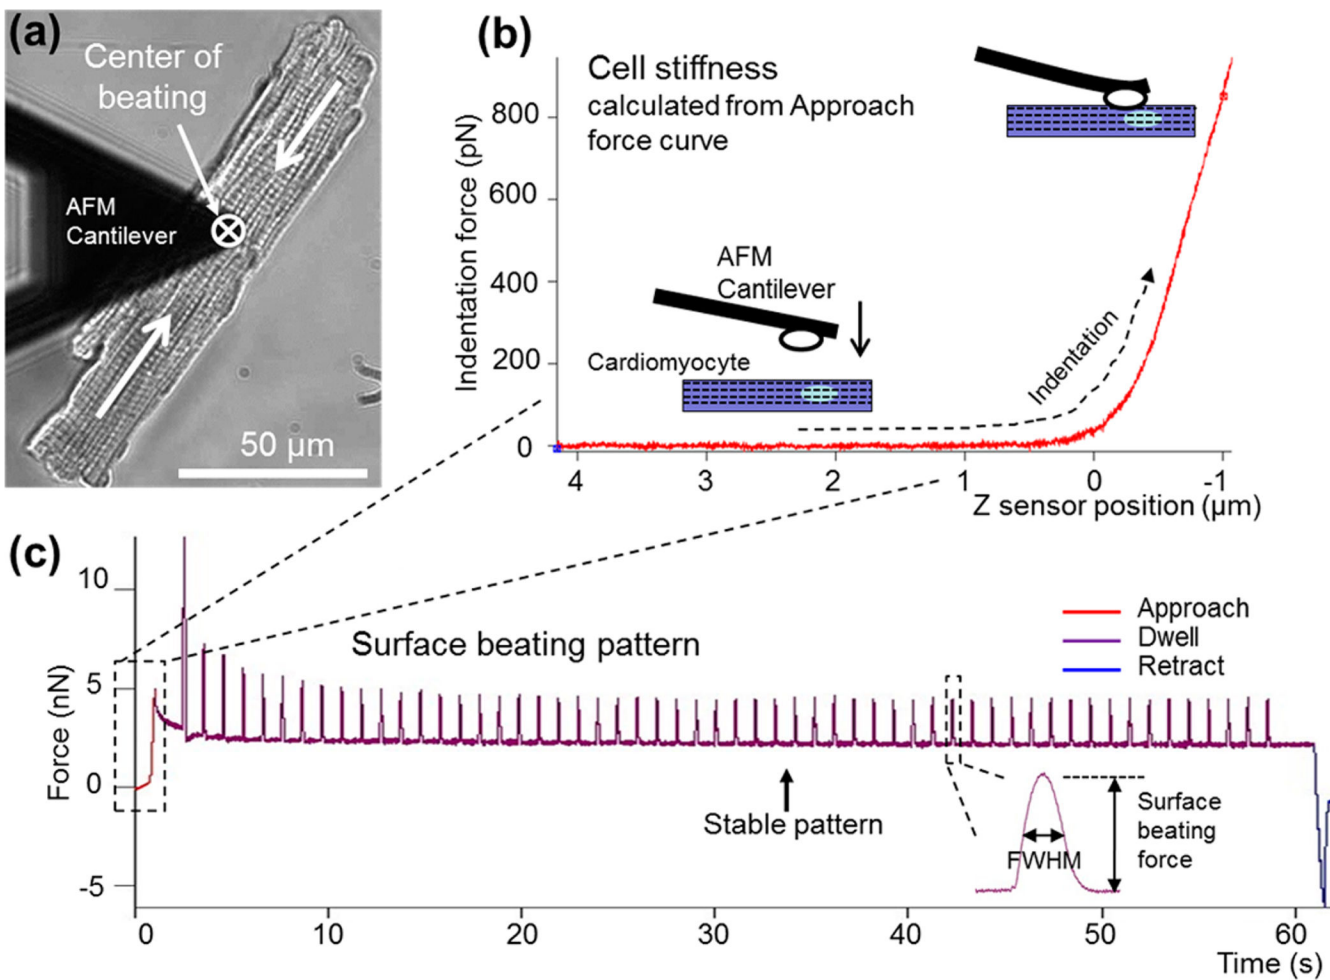 (a)
Center of
beating
AFM
Cantilever
50 μm
(b)
Cell stiffness
calculated from Approach
force curve
Indentation force (pN)
800
600
400
200
0
AFM
Cantilever
Cardiomyocyte
Indentation
4
3
2
1
0
-1
Z sensor position (μm)
(c)
Force (nN)
10
5
0
-5
Surface beating pattern
Approach
Dwell
Retract
Stable pattern
FWHM
Surface
beating
force
0
10
20
30
40
50
60
Time (s)